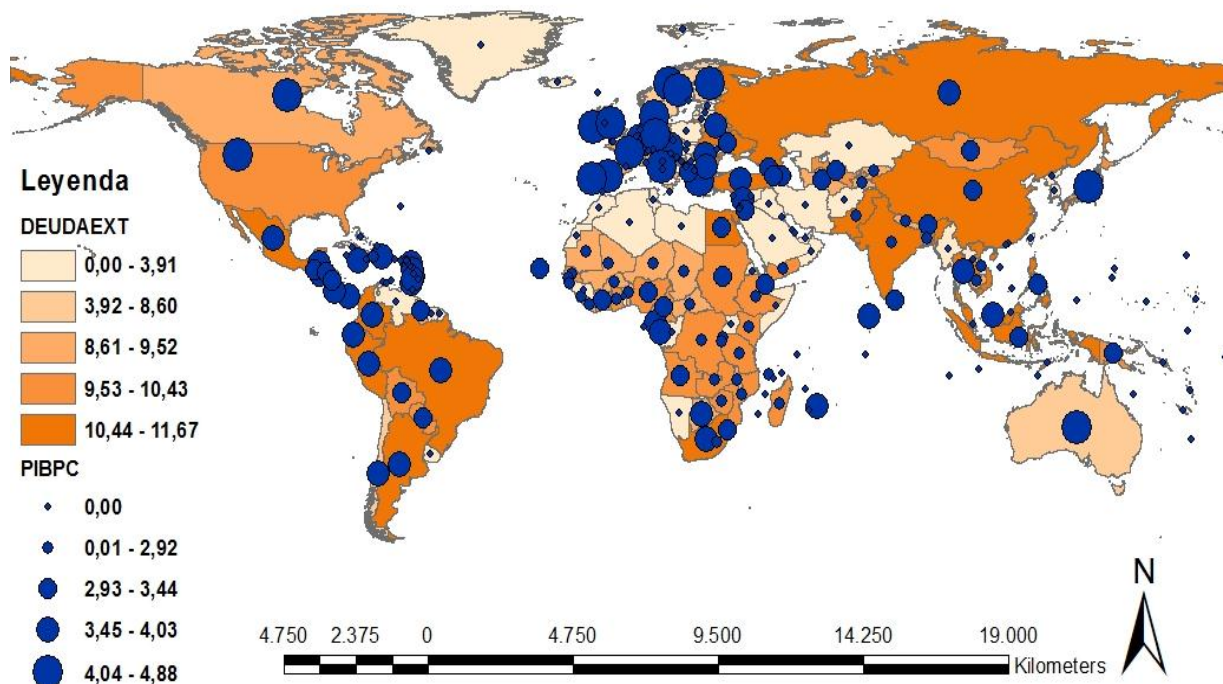 Leyenda
DEUDAEXT
0,00 - 3,91
3,92 - 8,60
8,61 - 9,52
9,53 - 10,43
10,44 - 11,67
PIBPC
0,00
0,01 - 2,92
2,93 - 3,44
3,45 - 4,03
4,04 - 4,88
N
4.750 2.375 0 4.750 9.500 14.250 19.000
Kilometers